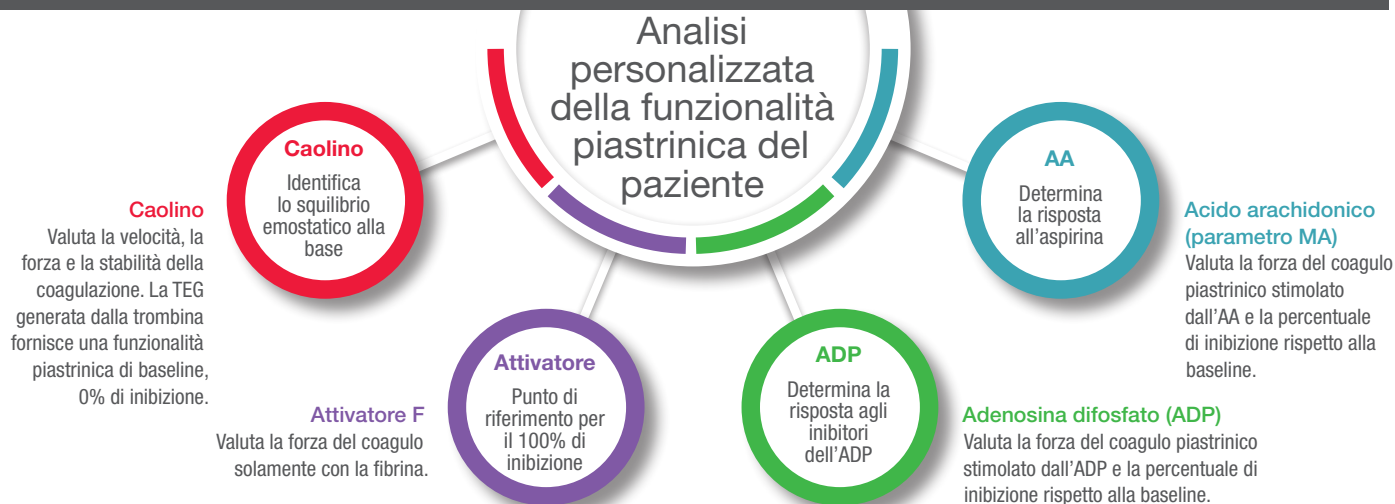 Analisi
personalizzata
della funzionalità
piastrinica del
paziente
Caolino
Identifica
lo squilibrio
emostatico alla
base
Caolino
Valuta la velocità, la
forza e la stabilità della
coagulazione. La TEG
generata dalla trombina
fornisce una funzionalità
piastrinica di baseline,
0% di inibizione.
Attivatore
Punto di
riferimento per
il 100% di
inibizione
Attivatore F
Valuta la forza del coagulo
solamente con la fibrina.
ADP
Determina la
risposta agli
inibitori
dell'ADP
Adenosina difosfato (ADP)
Valuta la forza del coagulo piastrinico
stimolato dall'ADP e la percentuale di
inibizione rispetto alla baseline.
AA
Determina
la risposta
all'aspirina
Acido arachidonico
(parametro MA)
Valuta la forza del coagulo
piastrinico stimolato
dall'AA e la percentuale
di inibizione rispetto alla
baseline.